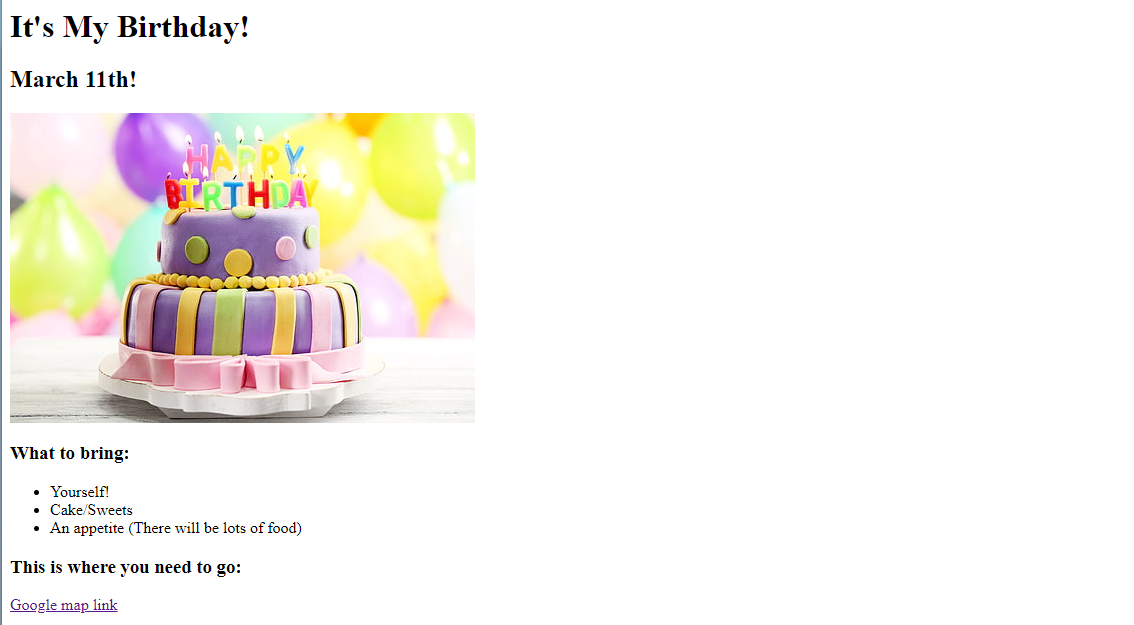 It's My Birthday!
March 11th!
HAPPY
BIRTHDAY
What to bring:
Yourself!
Cake/Sweets
An appetite (There will be lots of food)
This is where you need to go:
Google map link